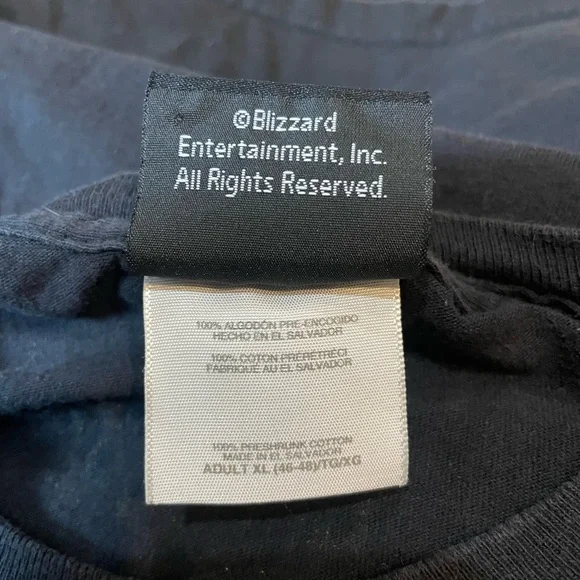 ©Blizzard
Entertainment, Inc.
All Rights Reserved.
100% ALGODÓN PRE-ENCOGIDO
HECHO EN EL SALVADOR
100% COTON PRÉRETRÉCI
FABRIQUÉ AU EL SALVADOR
100% PRESHRUNK COTTON
MADE IN EL SALVADOR
ADULT XL (46-48)/TG/XG